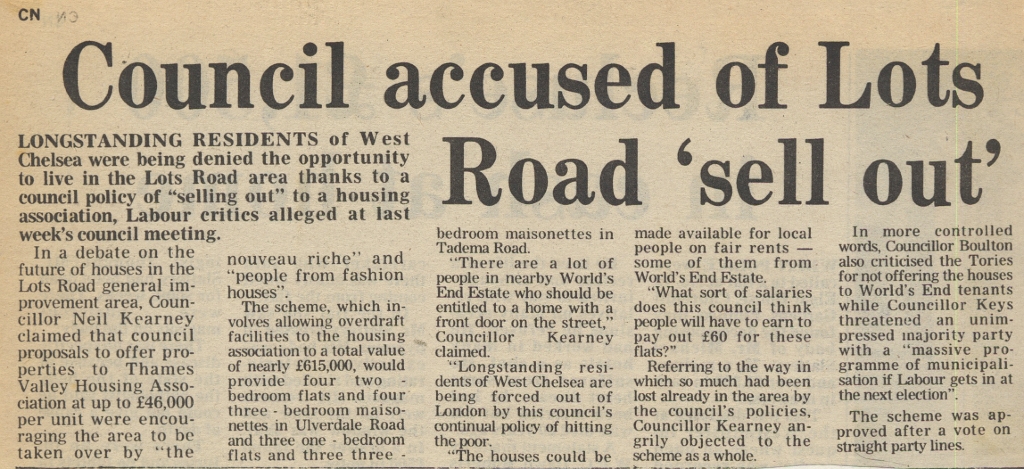 CN
Council accused of Lots
Road ‘sell out’
LONGSTANDING RESIDENTS of West
Chelsea were being denied the opportunity
to live in the Lots Road area thanks to a
council policy of “selling out” to a housing
association, Labour critics alleged at last
week's council meeting.
In a debate on the
future of houses in the
Lots Road general im-
provement area, Coun-
cillor Neil Kearney
claimed that council
proposals to offer pro-
perties to Thames
Valley Housing Asso-
ciation at up to £46,000
per unit were encou-
raging the area to be
taken over by “the
nouveau riche” and
“people from fashion
houses”.
The scheme, which in-
volves allowing overdraft
facilities to the housing
association to a total value
of nearly £615,000, would
provide four two -
bedroom flats and four
three - bedroom maiso-
nettes in Ulverdale Road
and three one - bedroom
flats and three three -
bedroom maisonettes in
Tadema Road.
“There are a lot of
people in nearby World's
End Estate who should be
entitled to a home with a
front door on the street,”
Councillor Kearney
claimed.
“Longstanding resi-
dents of West Chelsea are
being forced out of
London by this council's
continual policy of hitting
the poor.
“The houses could be
made available for local
people on fair rents —
some of them from
World's End Estate.
“What sort of salaries
does this council think
people will have to earn to
pay out £60 for these
flats?”
Referring to the way in
which so much had been
lost already in the area by
the council's policies,
Councillor Kearney an-
grily objected to the
scheme as a whole.
In more controlled
words, Councillor Boulton
also criticised the Tories
for not offering the houses
to World's End tenants
while Councillor Keys
threatened an unim-
pressed majority party
with a “massive pro-
gramme of municipali-
sation if Labour gets in at
the next election”.
The scheme was ap-
proved after a vote on
straight party lines.